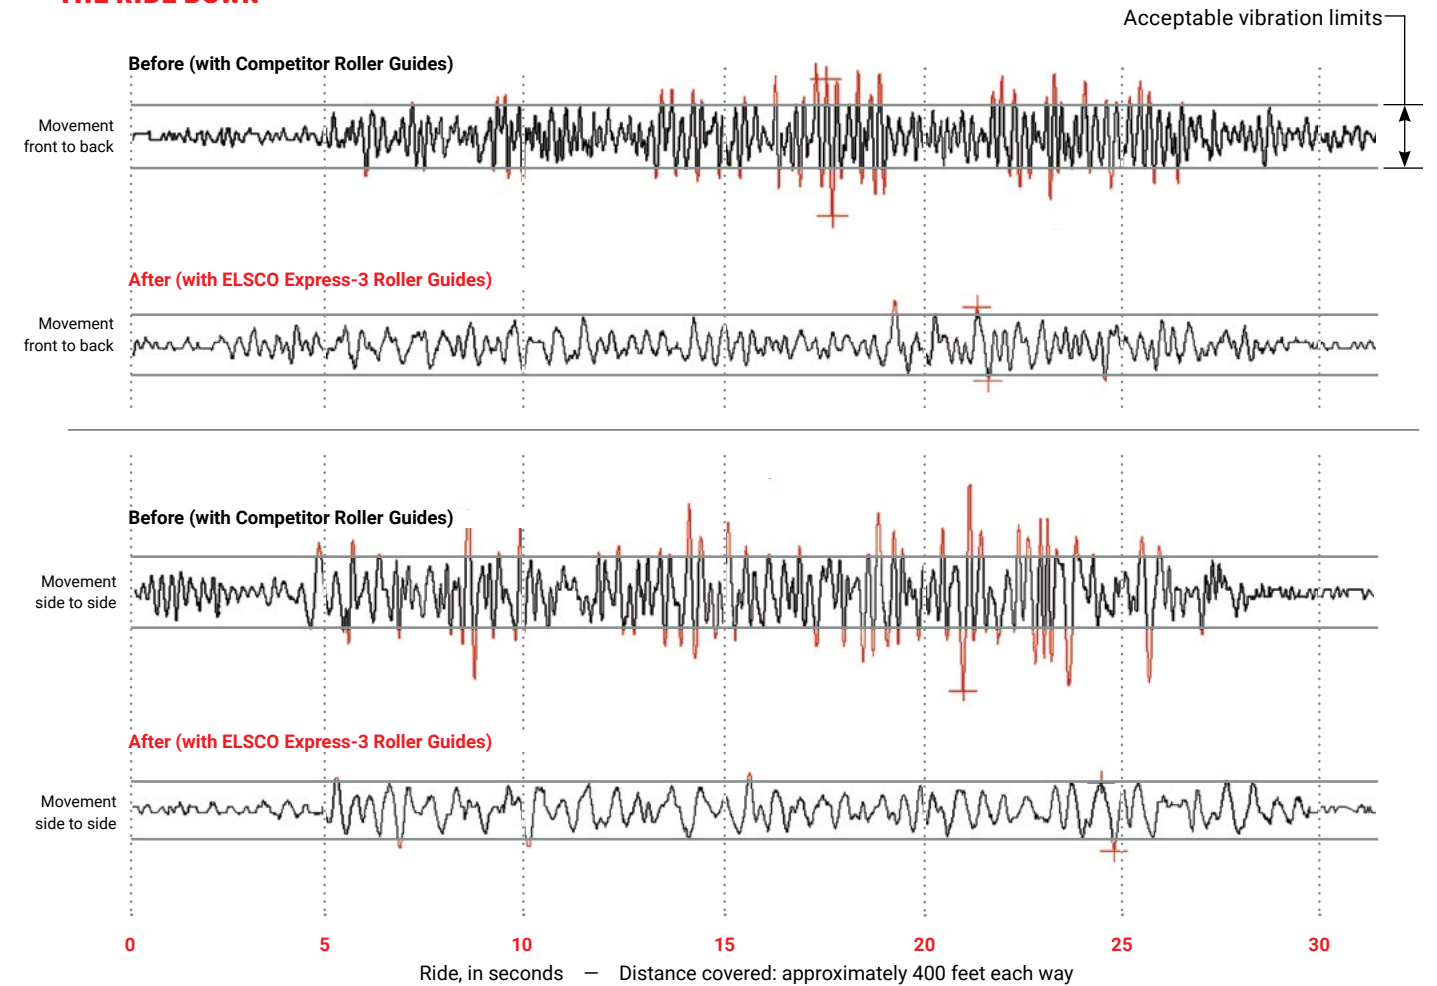 THE RIDE DOWN
Acceptable vibration limits
Before (with Competitor Roller Guides)
Movement
front to back
After (with ELSCO Express-3 Roller Guides)
Movement
front to back
Before (with Competitor Roller Guides)
Movement
side to side
After (with ELSCO Express-3 Roller Guides)
Movement
side to side
0 5 10 15 20 25 30
Ride, in seconds — Distance covered: approximately 400 feet each way